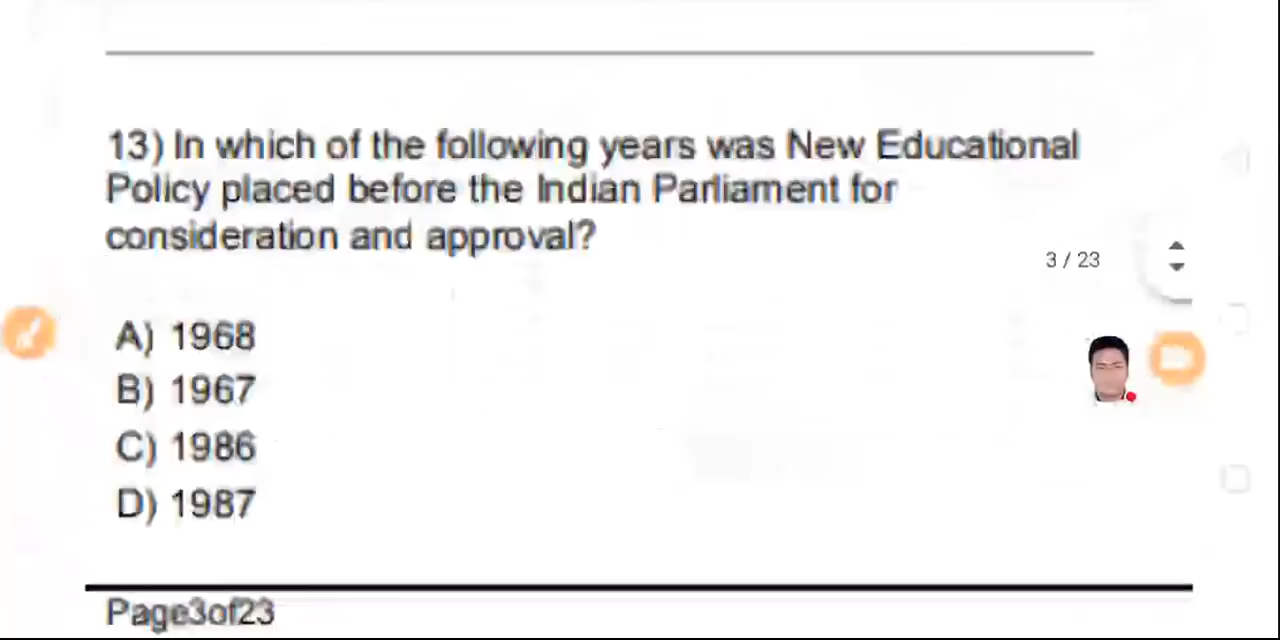 13) In which of the following years was New Educational
Policy placed before the Indian Parliament for
consideration and approval?
3 / 23
A) 1968
B) 1967
C) 1986
D) 1987
Page3of23